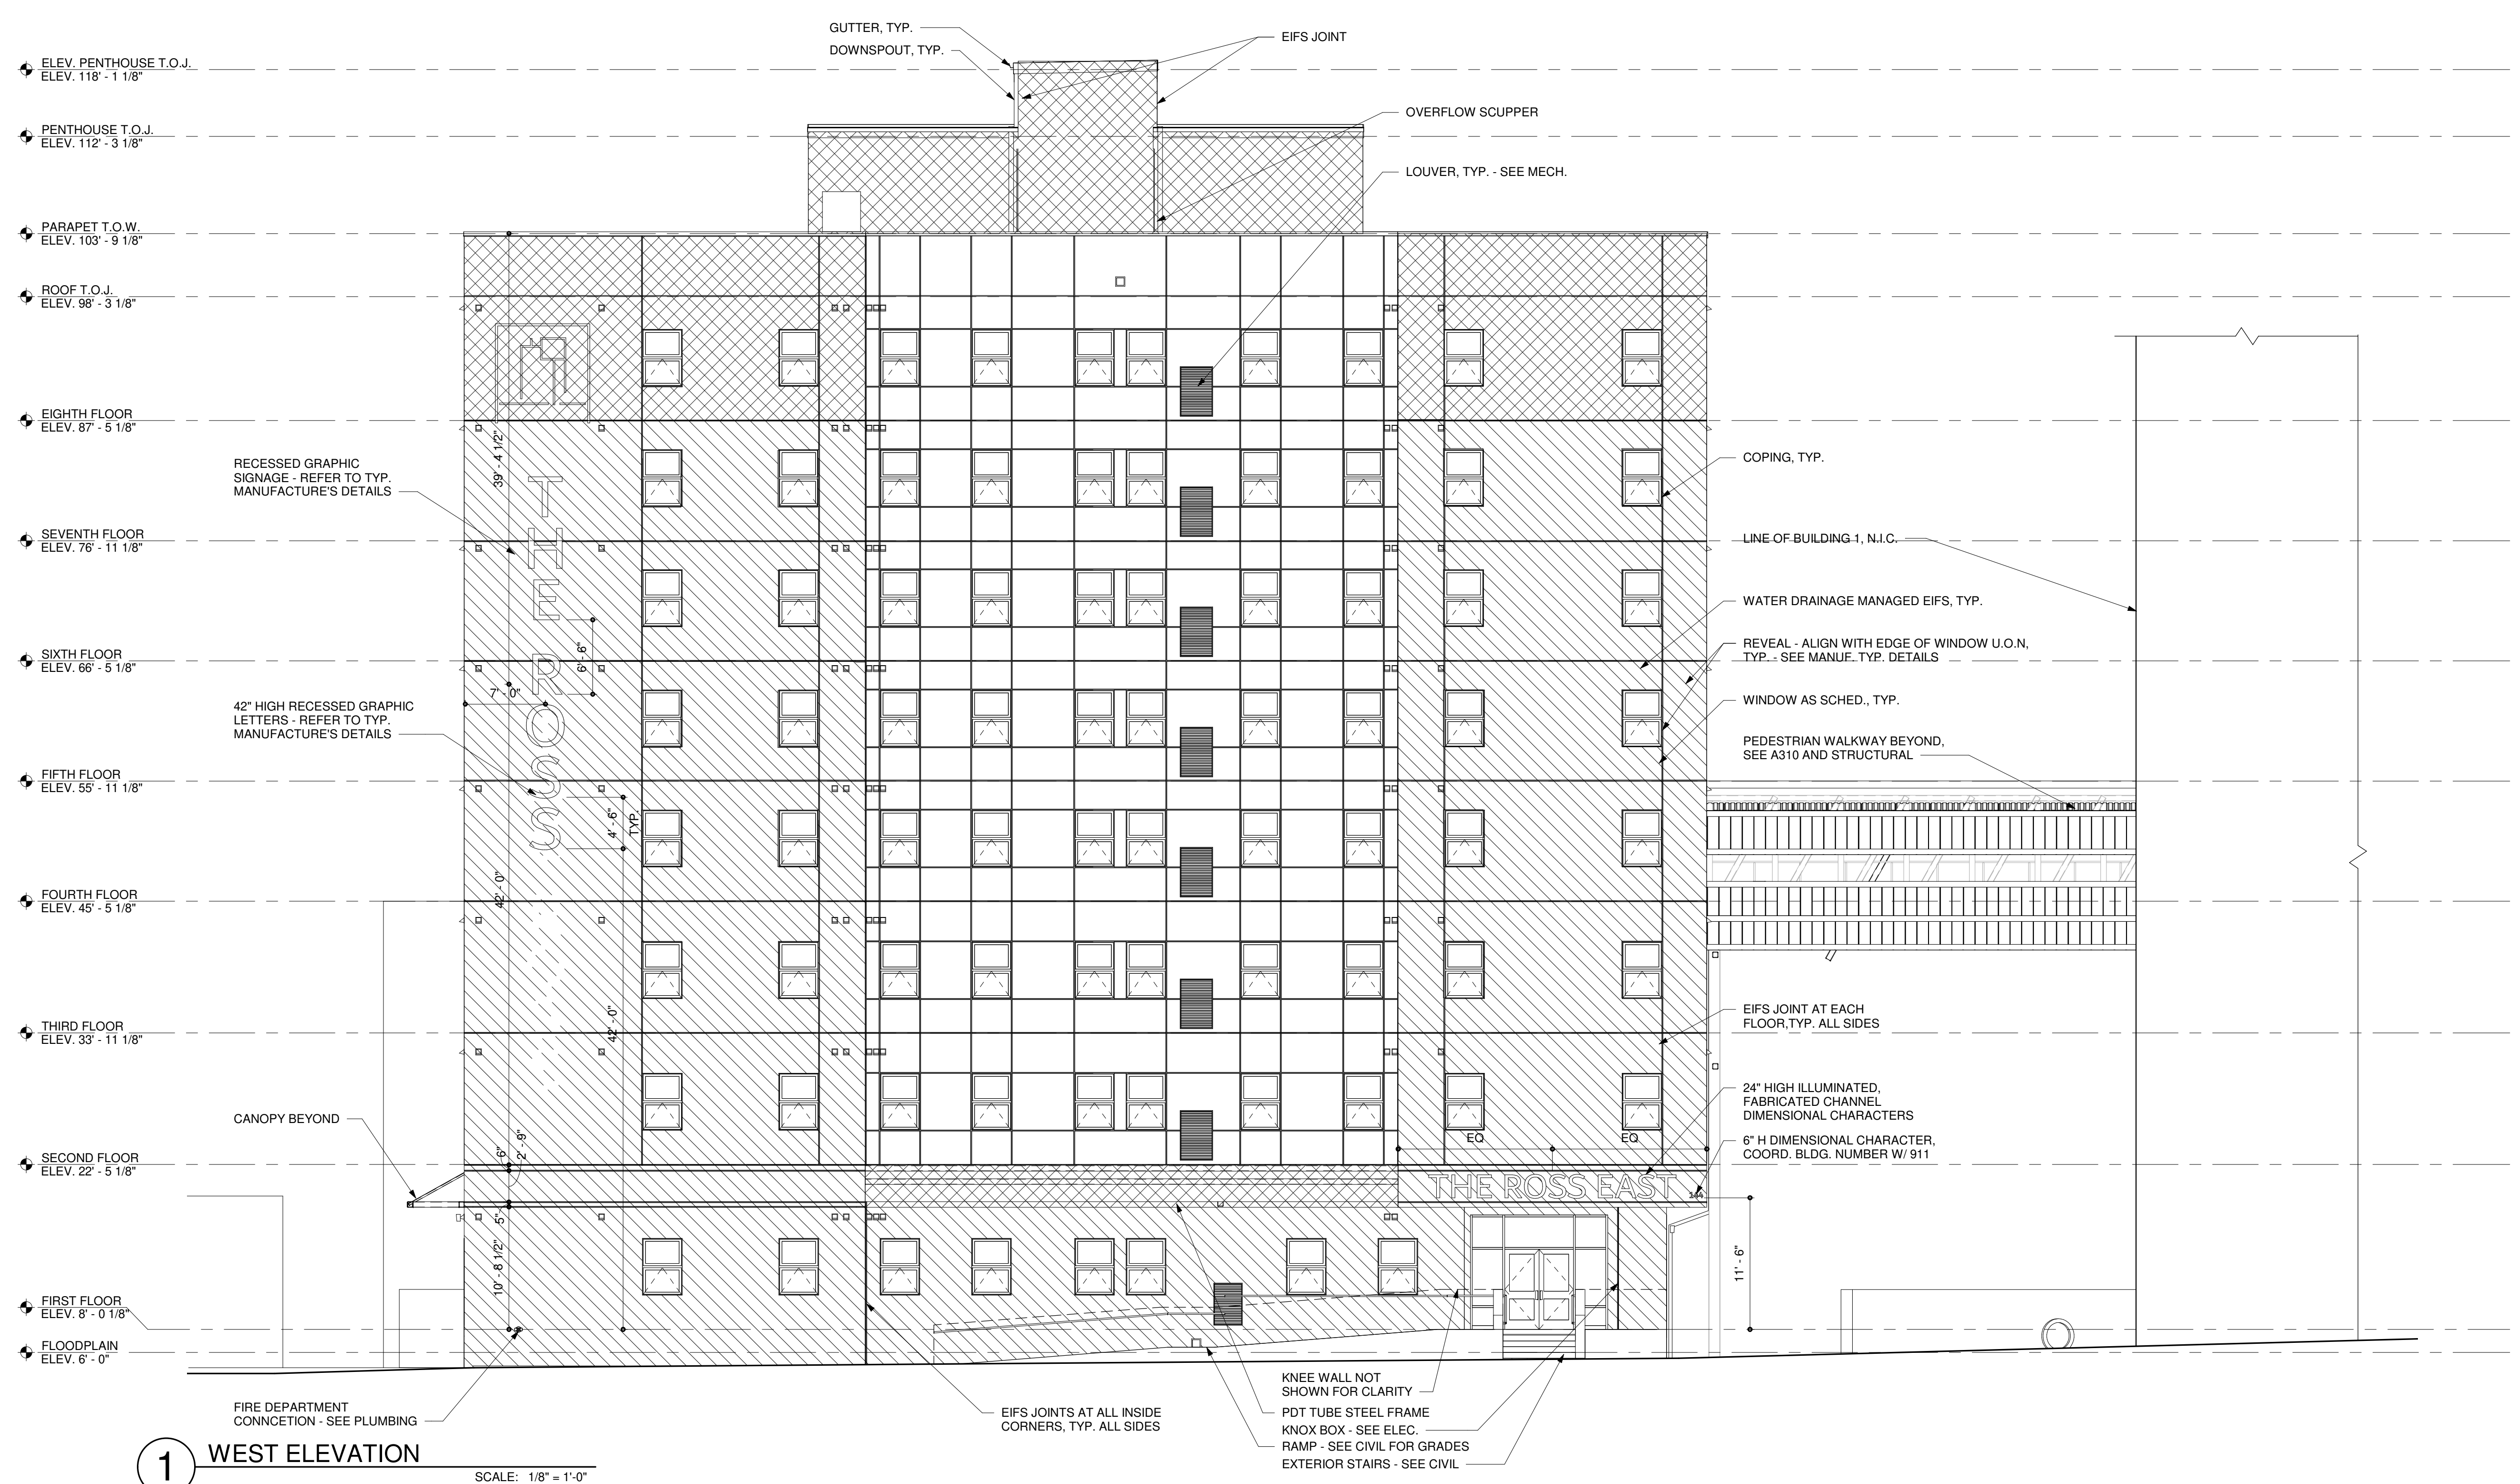 GUTTER, TYP.
DOWNSPOUT, TYP.
EIFS JOINT
OVERFLOW SCUPPER
LOUVER, TYP. - SEE MECH.
ELEV. PENTHOUSE T.O.J.
ELEV. 118' - 1 1/8"
PENTHOUSE T.O.J.
ELEV. 112' - 3 1/8"
PARAPET T.O.W.
ELEV. 103' - 9 1/8"
ROOF T.O.J.
ELEV. 98' - 3 1/8"
EIGHTH FLOOR
ELEV. 87' - 5 1/8"
SEVENTH FLOOR
ELEV. 76' - 11 1/8"
SIXTH FLOOR
ELEV. 66' - 5 1/8"
FIFTH FLOOR
ELEV. 55' - 11 1/8"
FOURTH FLOOR
ELEV. 45' - 5 1/8"
THIRD FLOOR
ELEV. 33' - 11 1/8"
SECOND FLOOR
ELEV. 22' - 5 1/8"
FIRST FLOOR
ELEV. 8' - 0 1/8"
FLOODPLAIN
ELEV. 6' - 0"
RECESSED GRAPHIC
SIGNAGE - REFER TO TYP.
MANUFACTURE'S DETAILS
42" HIGH RECESSED GRAPHIC
LETTERS - REFER TO TYP.
MANUFACTURE'S DETAILS
CANOPY BEYOND
FIRE DEPARTMENT
CONNCETION - SEE PLUMBING
39' - 4 1/2"
THE ROSS
6' - 6"
7' - 0"
4' - 6"
TYP.
42' - 0"
42' - 0"
6"
2' - 9"
5"
10' - 8 1/2"
COPING, TYP.
LINE OF BUILDING 1, N.I.C.
WATER DRAINAGE MANAGED EIFS, TYP.
REVEAL - ALIGN WITH EDGE OF WINDOW U.O.N,
TYP. - SEE MANUF. TYP. DETAILS
WINDOW AS SCHED., TYP.
PEDESTRIAN WALKWAY BEYOND,
SEE A310 AND STRUCTURAL
EIFS JOINT AT EACH
FLOOR,TYP. ALL SIDES
24" HIGH ILLUMINATED,
FABRICATED CHANNEL
DIMENSIONAL CHARACTERS
6" H DIMENSIONAL CHARACTER,
COORD. BLDG. NUMBER W/ 911
EQ
EQ
THE ROSS EAST
144
11' - 6"
EIFS JOINTS AT ALL INSIDE
CORNERS, TYP. ALL SIDES
KNEE WALL NOT
SHOWN FOR CLARITY
PDT TUBE STEEL FRAME
KNOX BOX - SEE ELEC.
RAMP - SEE CIVIL FOR GRADES
EXTERIOR STAIRS - SEE CIVIL
1
WEST ELEVATION
SCALE: 1/8" = 1'-0"